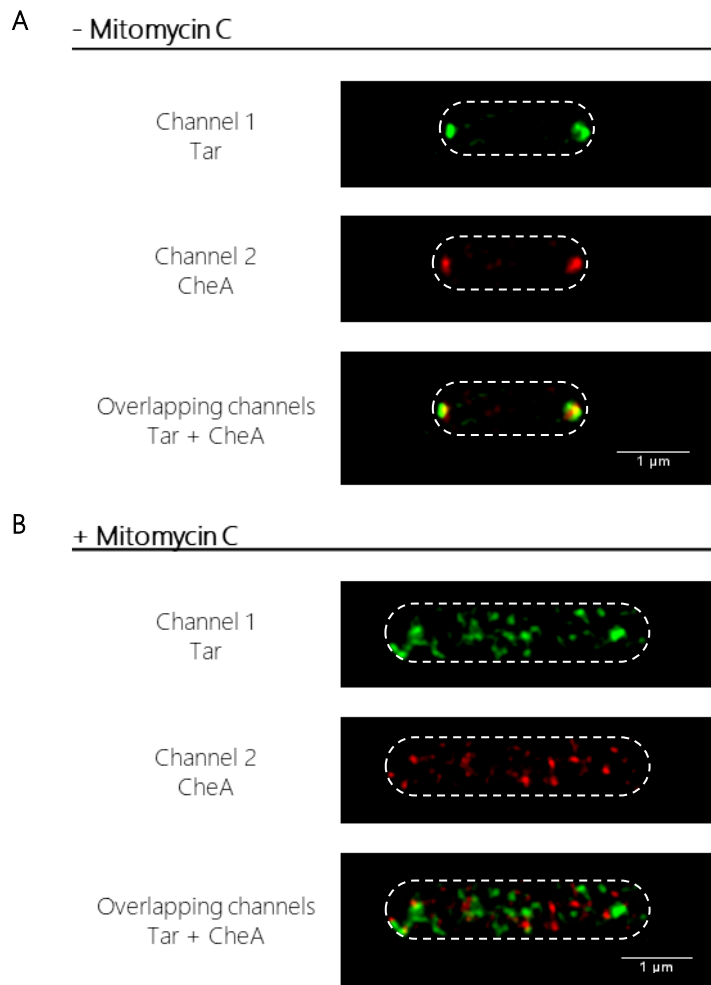 A
- Mitomycin C
Channel 1
Tar
Channel 2
CheA
Overlapping channels
Tar + CheA
1 µm
B
+ Mitomycin C
Channel 1
Tar
Channel 2
CheA
Overlapping channels
Tar + CheA
1 µm